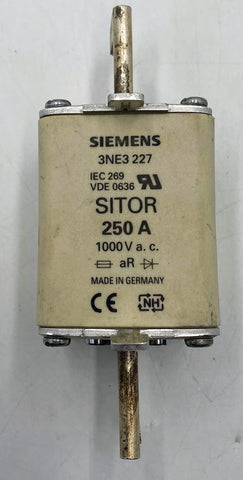 SIEMENS
3NE3 227
IEC 269
VDE 0636
SITOR
250 A
1000 V a. c.
aR
MADE IN GERMANY
CE NH